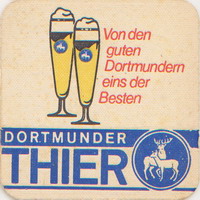 Von den
guten
Dortmundern
eins der
Besten
DORTMUNDER
THIER